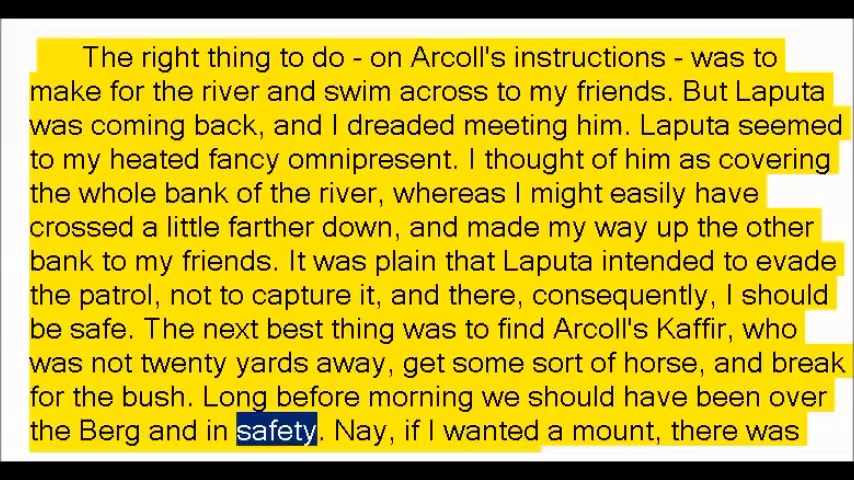 The right thing to do - on Arcoll's instructions - was to
make for the river and swim across to my friends. But Laputa
was coming back, and I dreaded meeting him. Laputa seemed
to my heated fancy omnipresent. I thought of him as covering
the whole bank of the river, whereas I might easily have
crossed a little farther down, and made my way up the other
bank to my friends. It was plain that Laputa intended to evade
the patrol, not to capture it, and there, consequently, I should
be safe. The next best thing was to find Arcoll's Kaffir, who
was not twenty yards away, get some sort of horse, and break
for the bush. Long before morning we should have been over
the Berg and in safety. Nay, if I wanted a mount, there was